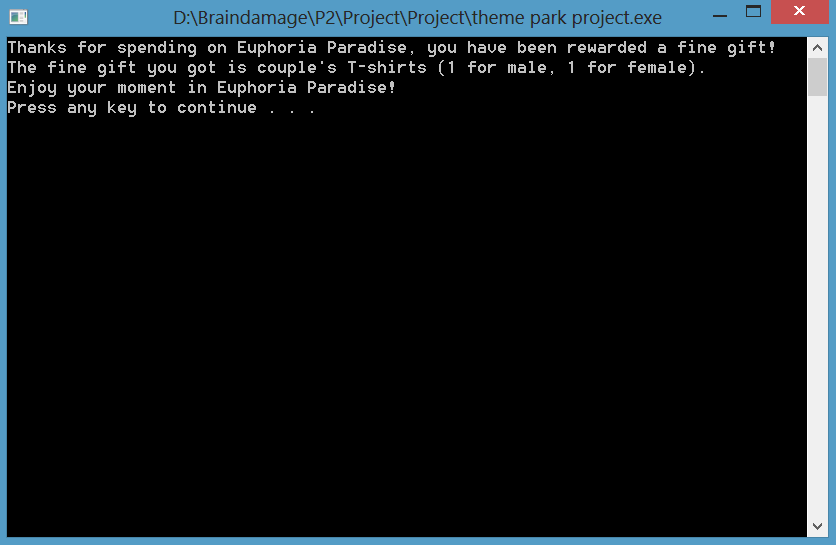 D:\Braindamage\P2\Project\Project\theme park project.exe
Thanks for spending on Euphoria Paradise, you have been rewarded a fine gift!
The fine gift you got is couple's T-shirts (1 for male, 1 for female).
Enjoy your moment in Euphoria Paradise!
Press any key to continue . . .